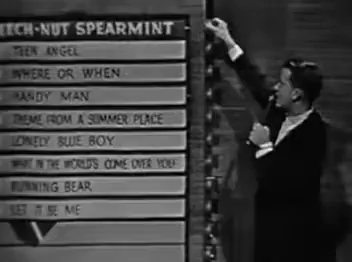 EECH-NUT SPEARMINT
TEEN ANGEL
WHERE OR WHEN
HANDY MAN
THEME FROM A SUMMER PLACE
LONELY BLUE BOY
WHAT IN THE WORLD'S COME OVER YOU?
RUNNING BEAR
LET IT BE ME